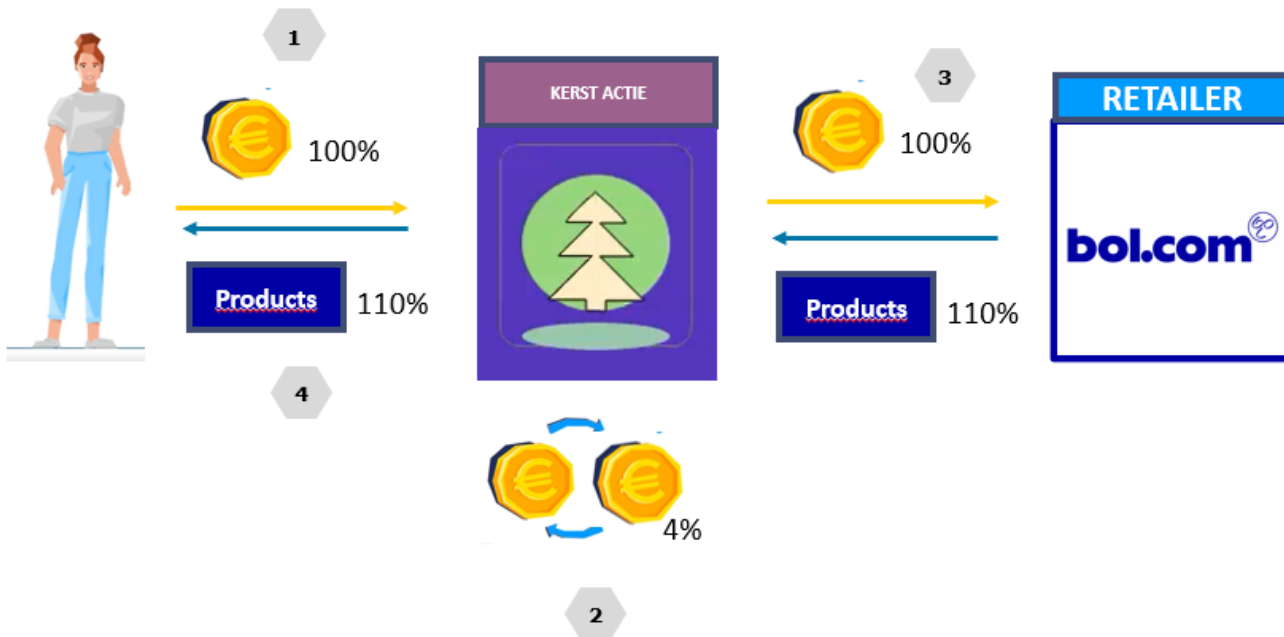 1
100%
Products
110%
4
KERST ACTIE
4%
2
3
100%
Products
110%
RETAILER
bol.com